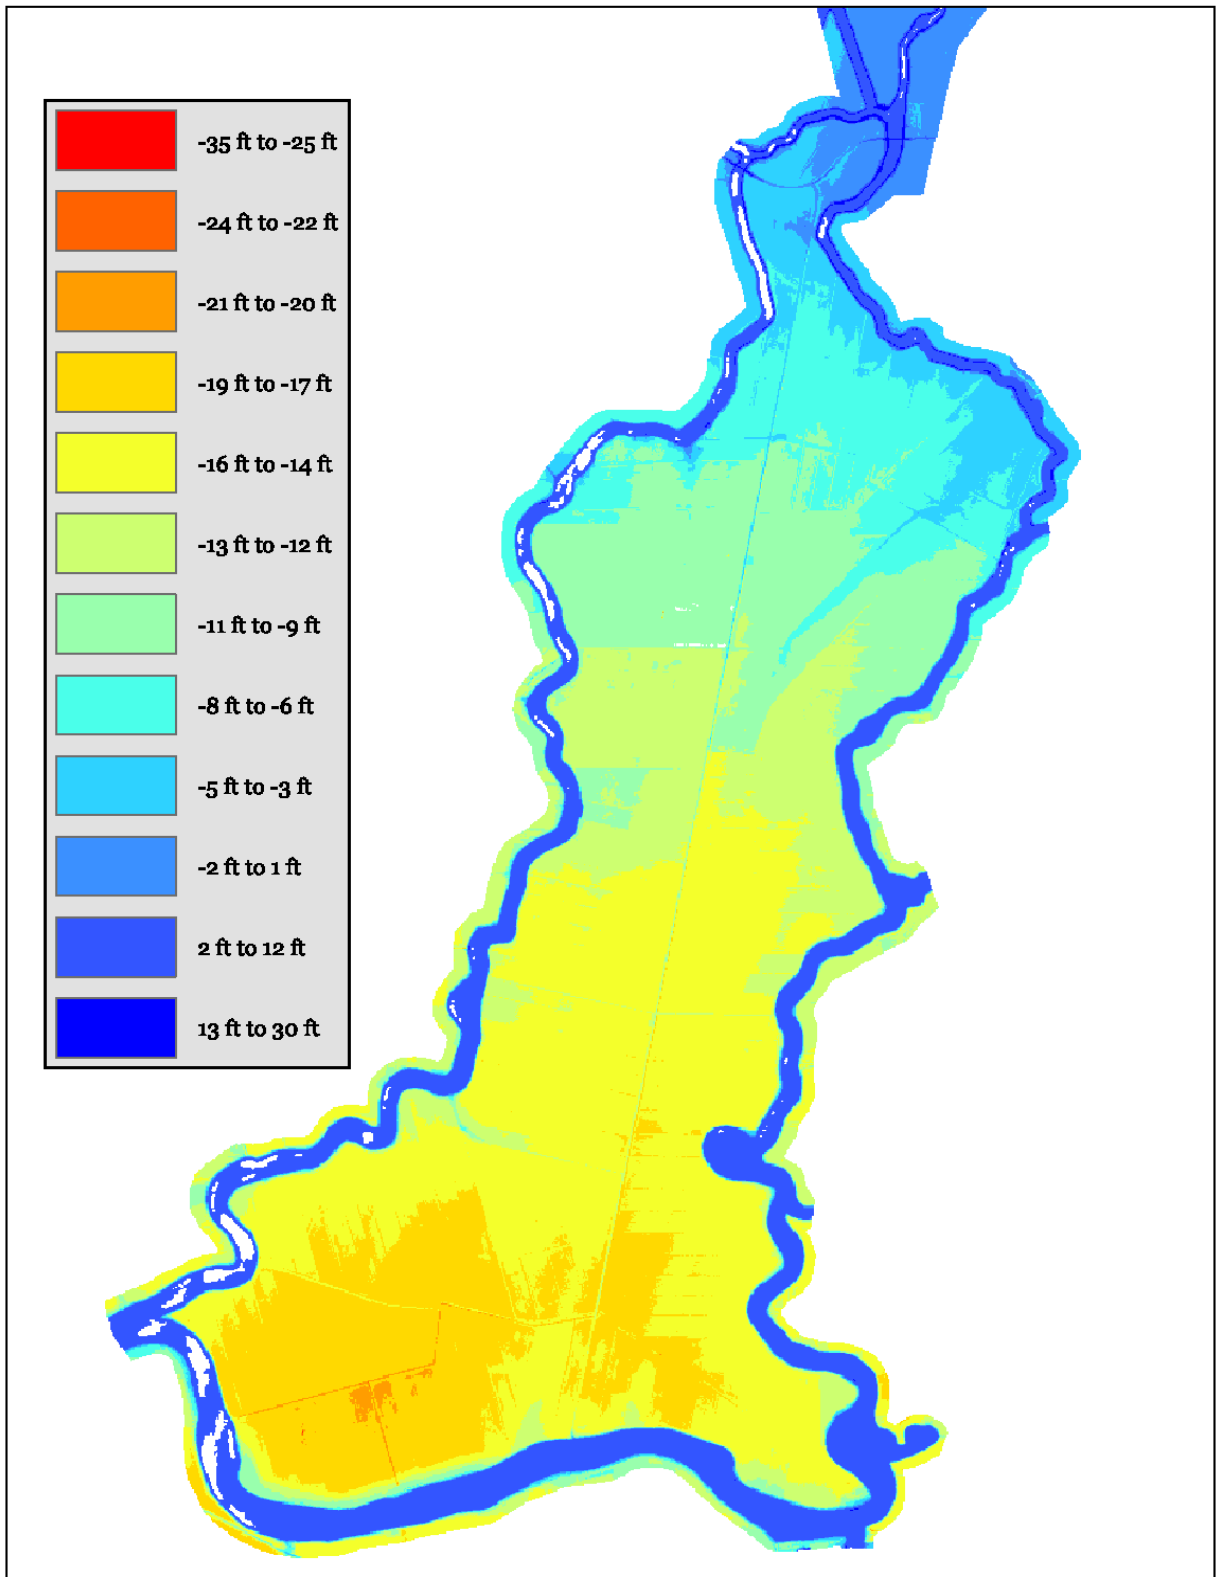 -35 ft to -25 ft
-24 ft to -22 ft
-21 ft to -20 ft
-19 ft to -17 ft
-16 ft to -14 ft
-13 ft to -12 ft
-11 ft to -9 ft
-8 ft to -6 ft
-5 ft to -3 ft
-2 ft to 1 ft
2 ft to 12 ft
13 ft to 30 ft